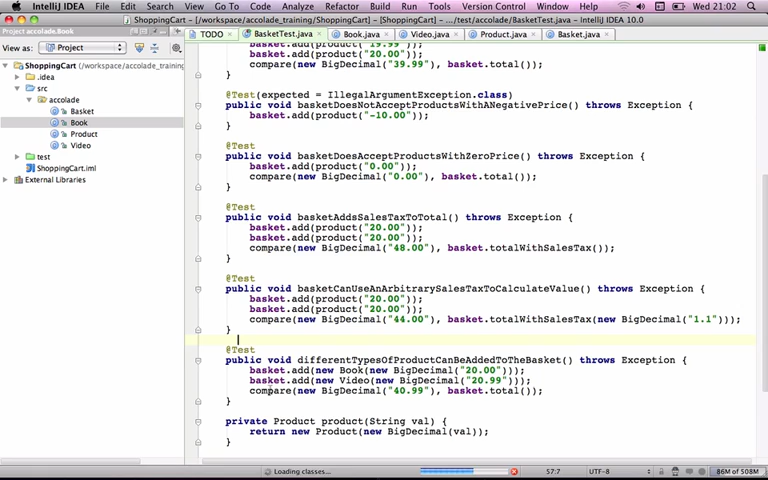 IntelliJ IDEA File Edit Search View Go To Code Analyze Refactor Build Run Tools Version Control Window Wed 21:02
ShoppingCart - [/workspace/accolade_training/ShoppingCart] - [ShoppingCart] - .../test/accolade/BasketTest.java - IntelliJ IDEA 10.0
accolade.Book
View as: Project
TODO BasketTest.java Book.java Video.java Product.java Basket.java
ShoppingCart (/workspace/accolade_training/
.idea
src
accolade
Basket
Book
Product
Video
test
ShoppingCart.iml
External Libraries
basket.add(product("19.99"));
basket.add(product("20.00"));
compare(new BigDecimal("39.99"), basket.total());
}
@Test(expected = IllegalArgumentException.class)
public void basketDoesNotAcceptProductsWithANegativePrice() throws Exception {
basket.add(product("-10.00"));
}
@Test
public void basketDoesAcceptProductsWithZeroPrice() throws Exception {
basket.add(product("0.00"));
compare(new BigDecimal("0.00"), basket.total());
}
@Test
public void basketAddsSalesTaxToTotal() throws Exception {
basket.add(product("20.00"));
basket.add(product("20.00"));
compare(new BigDecimal("48.00"), basket.totalWithSalesTax());
}
@Test
public void basketCanUseAnArbitrarySalesTaxToCalculateValue() throws Exception {
basket.add(product("20.00"));
basket.add(product("20.00"));
compare(new BigDecimal("44.00"), basket.totalWithSalesTax(new BigDecimal("1.1")));
}
@Test
public void differentTypesOfProductCanBeAddedToTheBasket() throws Exception {
basket.add(new Book(new BigDecimal("20.00")));
basket.add(new Video(new BigDecimal("20.99")));
compare(new BigDecimal("40.99"), basket.total());
}
private Product product(String val) {
return new Product(new BigDecimal(val));
}
Loading classes... 57:7 UTF-8 86M of 508M